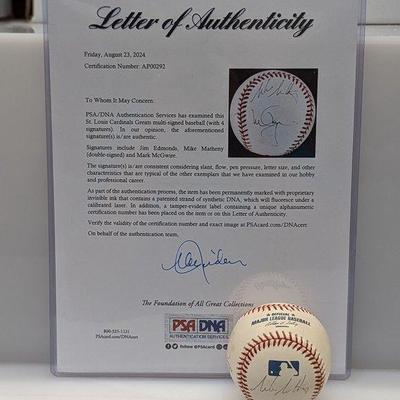 Letter of Authenticity
Friday, August 23, 2024
Certification Number: AP00292
To Whom It May Concern:
PSA/DNA Authentication Services has examined this
St. Louis Cardinals Greats multi-signed baseball (with 4
signatures). In our opinion, the aforementioned
signature(s) is/are authentic.
Signatures include Jim Edmonds, Mike Matheny
(double-signed) and Mark McGwire.
The signature(s) is/are consistent considering slant, flow, pen pressure, letter size, and other
characteristics that are typical of the other exemplars that we have examined in our hobby
and professional career.
As part of the authentication process, the item has been permanently marked with proprietary
invisible ink that contains a patented strand of synthetic DNA, which will fluoresce under a
calibrated laser. In addition, a tamper-evident label containing a unique alphanumeric
certification number has been placed on the item or on this Letter of Authenticity.
Verify the validity of the certification number and exact image at PSAcard.com/DNAcert
On behalf of the authentication team,
The Foundation of All Great Collections
800-325-1121
PSAcard.com/DNAcert
PSA DNA
AUTHENTICATION SERVICES
@PSAcard
OFFICIAL
MAJOR LEAGUE BASEBALL